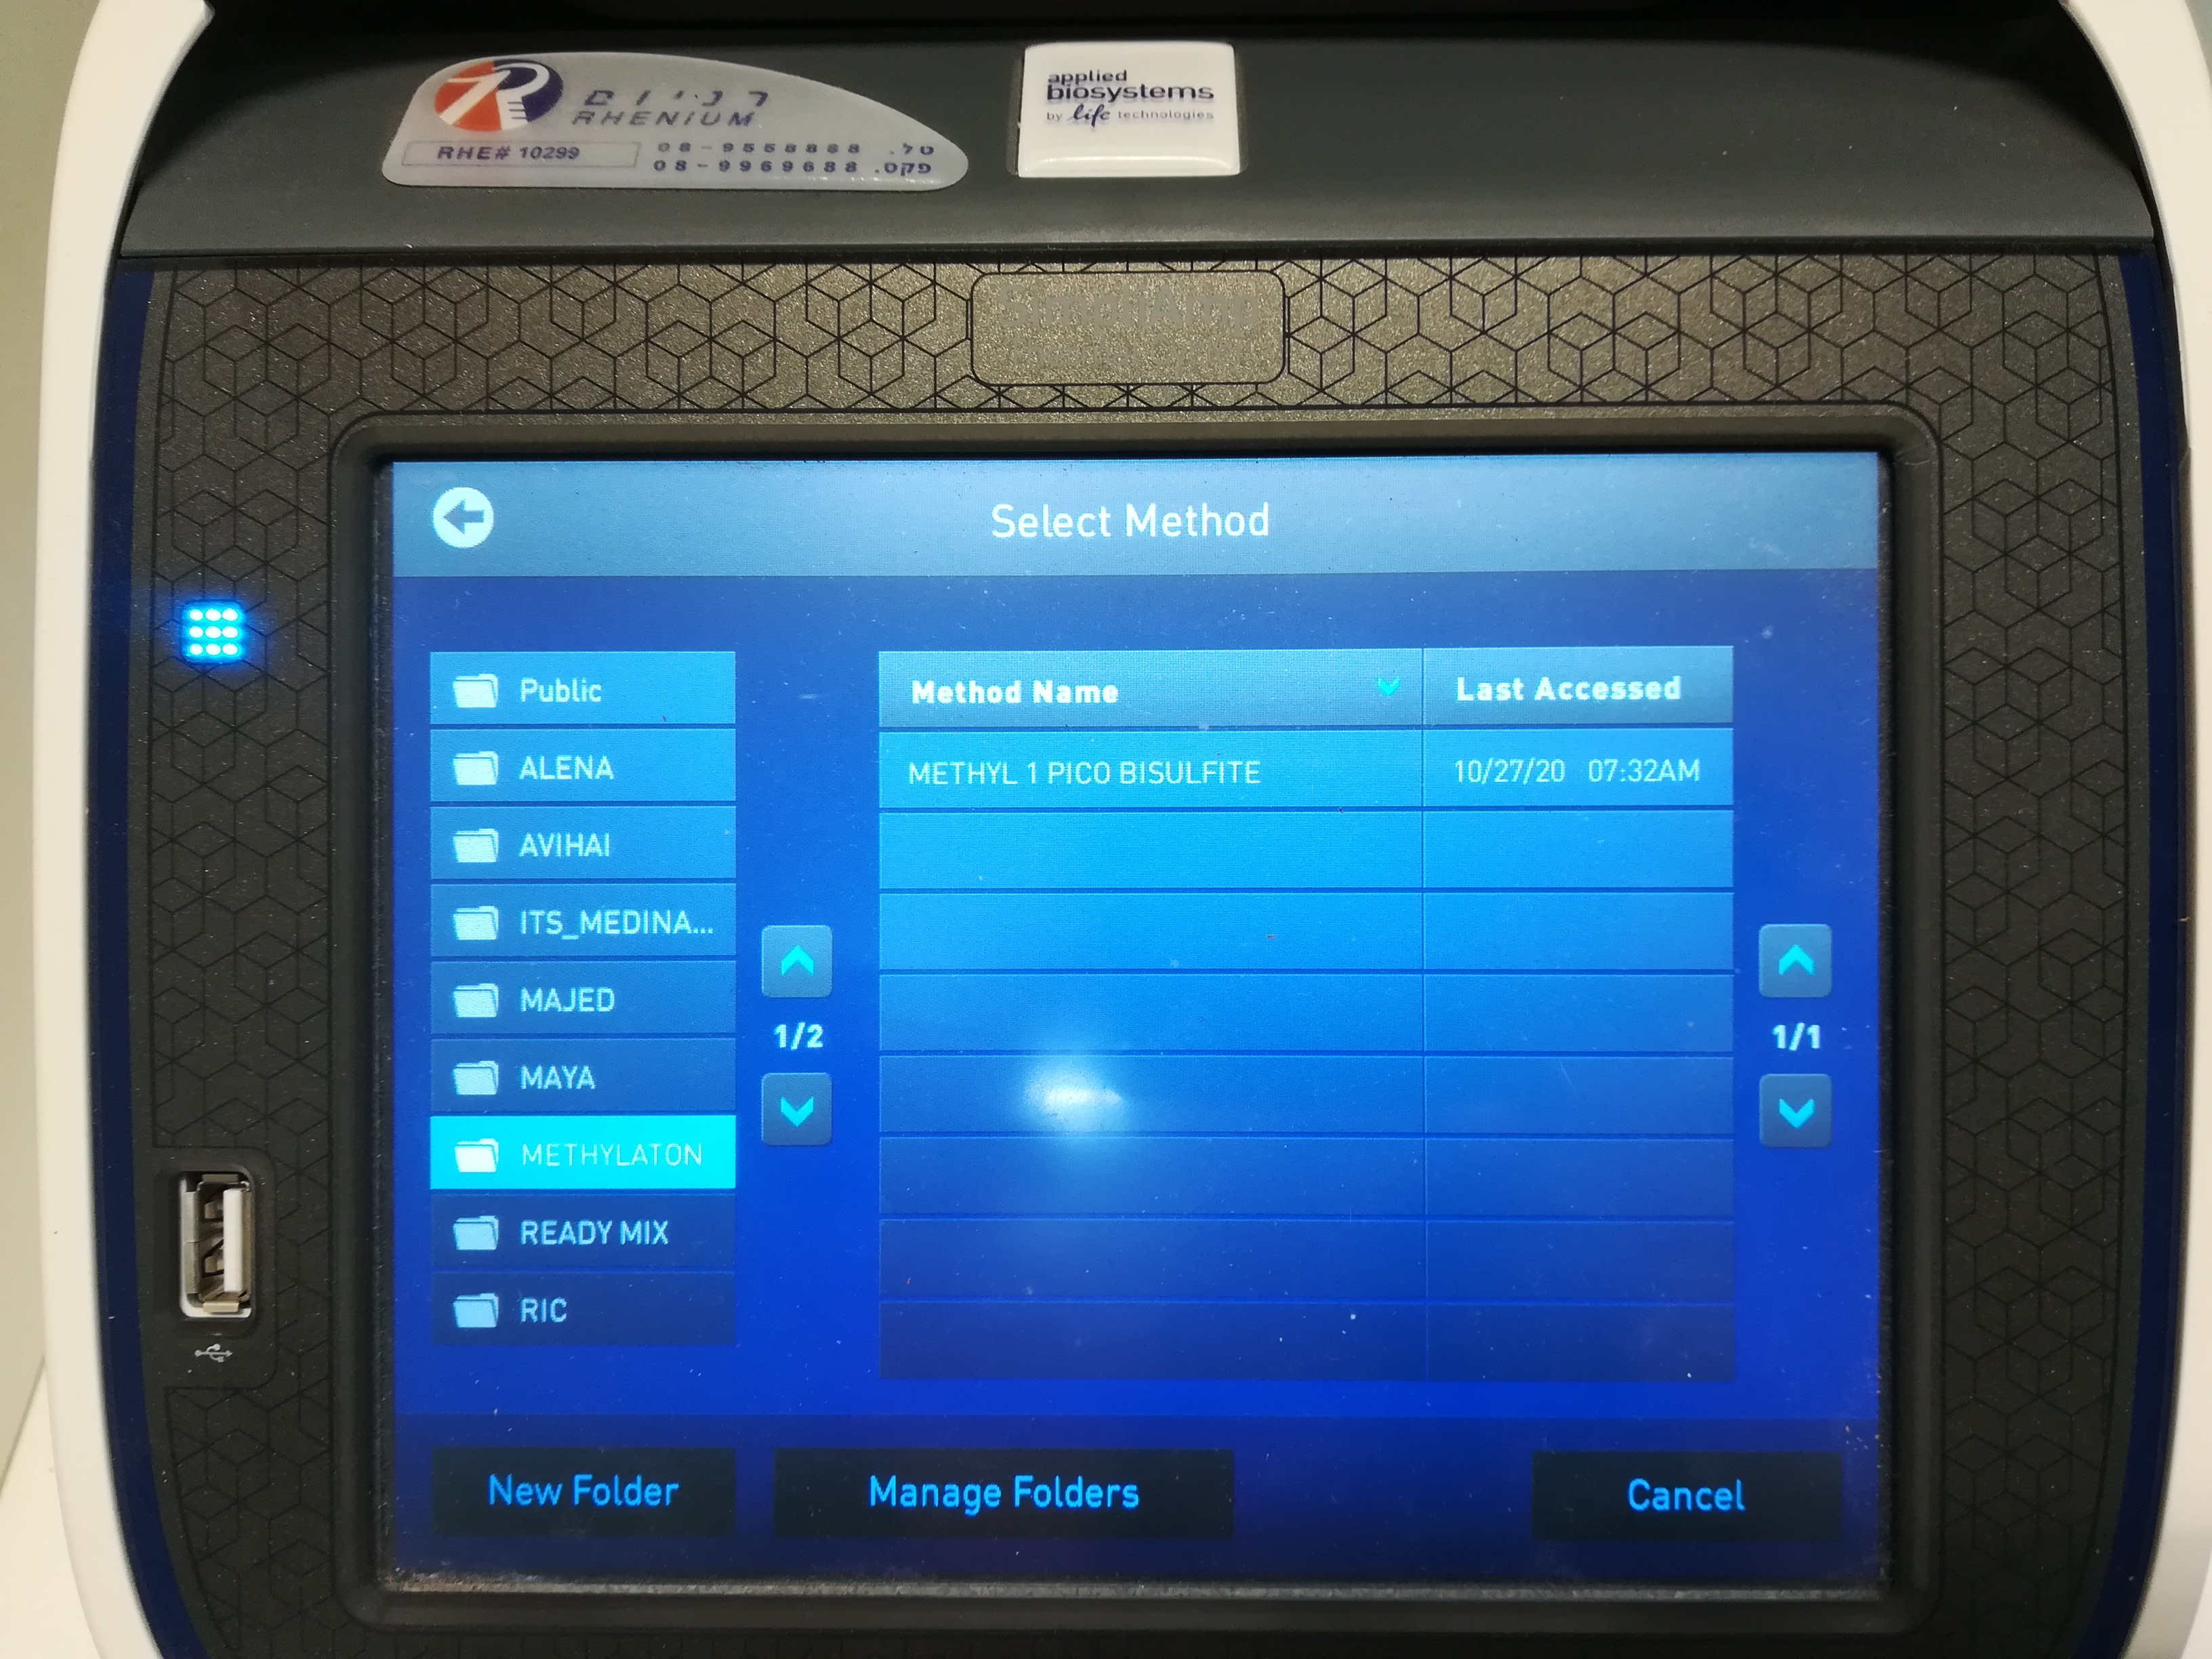 רניום
RHENIUM
RHE# 10299
טל. 08-9558888
פקס. 08-9969688
applied
biosystems
by life technologies
SimpliAmp
Select Method
Public
ALENA
AVIHAI
ITS_MEDINA...
MAJED
MAYA
METHYLATON
READY MIX
RIC
1/2
Method Name
Last Accessed
METHYL 1 PICO BISULFITE
10/27/20 07:32AM
1/1
New Folder
Manage Folders
Cancel